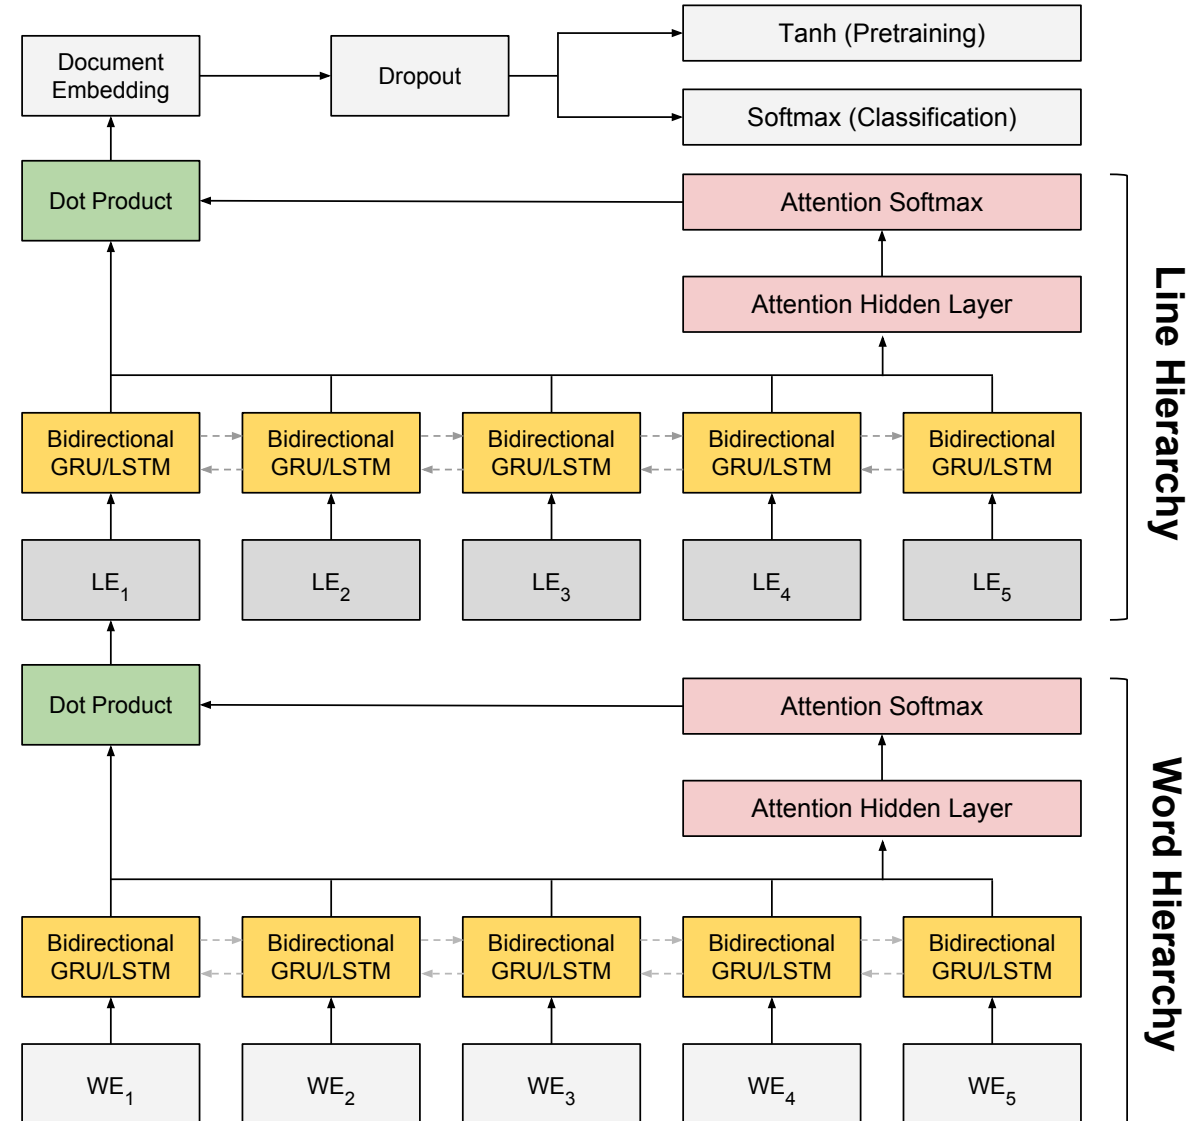 Tanh (Pretraining)
Document
Embedding
Dropout
Softmax (Classification)
Dot Product
Attention Softmax
Attention Hidden Layer
Line Hierarchy
Bidirectional
GRU/LSTM
Bidirectional
GRU/LSTM
Bidirectional
GRU/LSTM
Bidirectional
GRU/LSTM
Bidirectional
GRU/LSTM
LE1
LE2
LE3
LE4
LE5
Dot Product
Attention Softmax
Attention Hidden Layer
Word Hierarchy
Bidirectional
GRU/LSTM
Bidirectional
GRU/LSTM
Bidirectional
GRU/LSTM
Bidirectional
GRU/LSTM
Bidirectional
GRU/LSTM
WE1
WE2
WE3
WE4
WE5